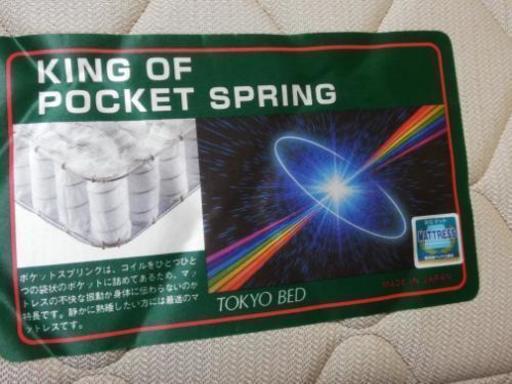 KING OF
POCKET SPRING
ポケットスプリングは、コイルをひとつひと
つの袋状のポケットに詰めてあるため、マッ
トレスの不快な振動が身体に伝わらないのが
特長です。静かに熟睡したい方には最適のマ
ットレスです。
TOKYO BED
MATTRESS
MADE IN JAPAN